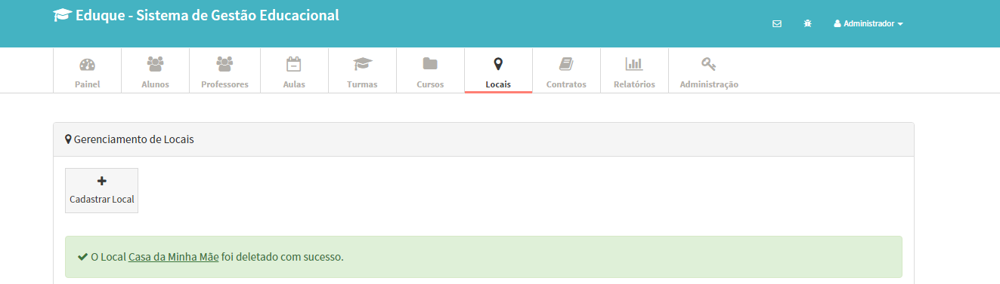 Eduque - Sistema de Gestão Educacional
Administrador
Painel
Alunos
Professores
Aulas
Turmas
Cursos
Locais
Contratos
Relatórios
Administração
Gerenciamento de Locais
Cadastrar Local
O Local Casa da Minha Mãe foi deletado com sucesso.